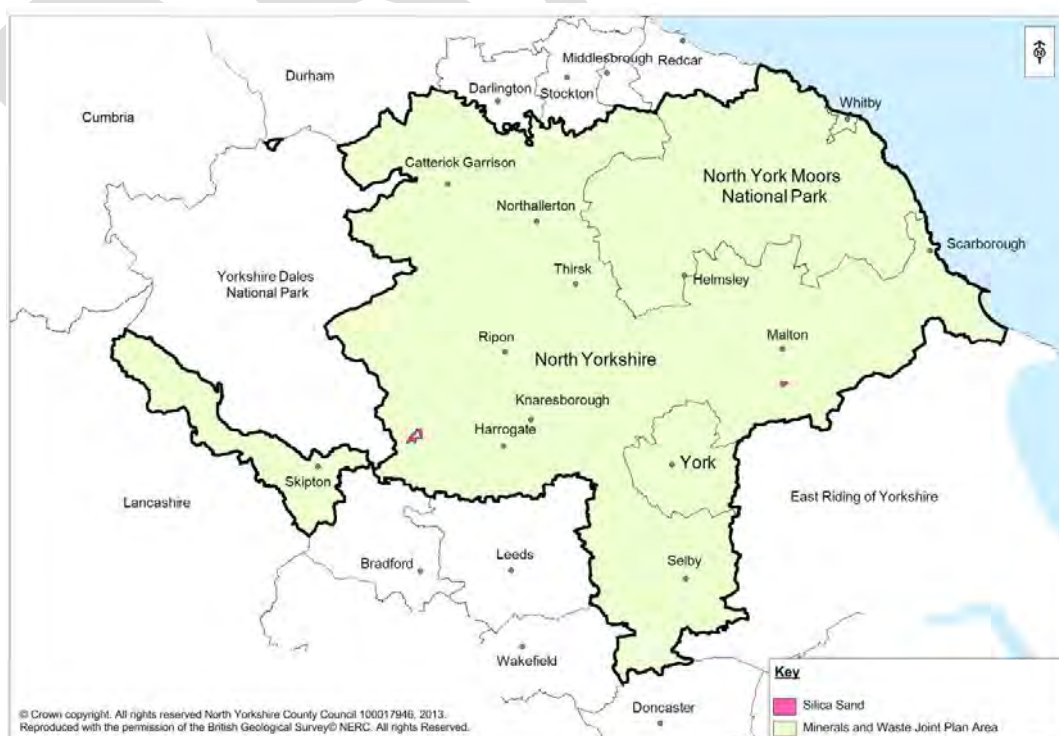 Middlesbrough
Redcar
Durham
Darlington
Stockton
Cumbria
Whitby
Catterick Garrison
North York Moors
National Park
Northallerton
Scarborough
Yorkshire Dales
National Park
Thirsk
Helmsley
Ripon
North Yorkshire
Malton
Knaresborough
Harrogate
York
Skipton
Lancashire
East Riding of Yorkshire
Bradford
Leeds
Selby
Wakefield
Doncaster
Key
Silica Sand
Minerals and Waste Joint Plan Area
© Crown copyright. All rights reserved North Yorkshire County Council 100017946, 2013.
Reproduced with the permission of the British Geological Survey© NERC. All rights Reserved.